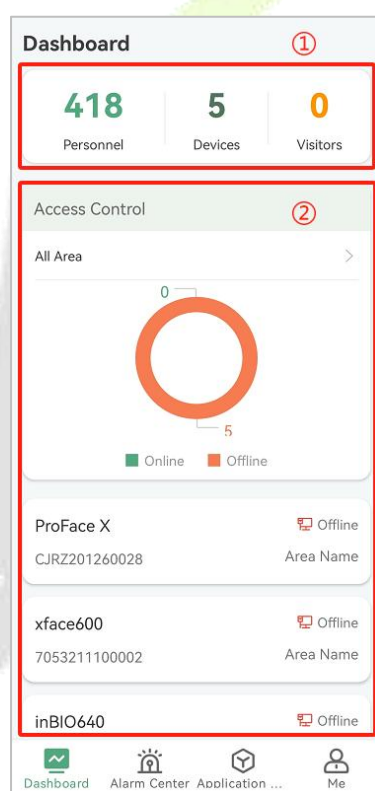 Dashboard ①
418 5 0
Personnel Devices Visitors
Access Control ②
All Area
0
5
Online Offline
ProFace X Offline
CJRZ201260028 Area Name
xface600 Offline
7053211100002 Area Name
inBIO640 Offline
Dashboard Alarm Center Application ... Me